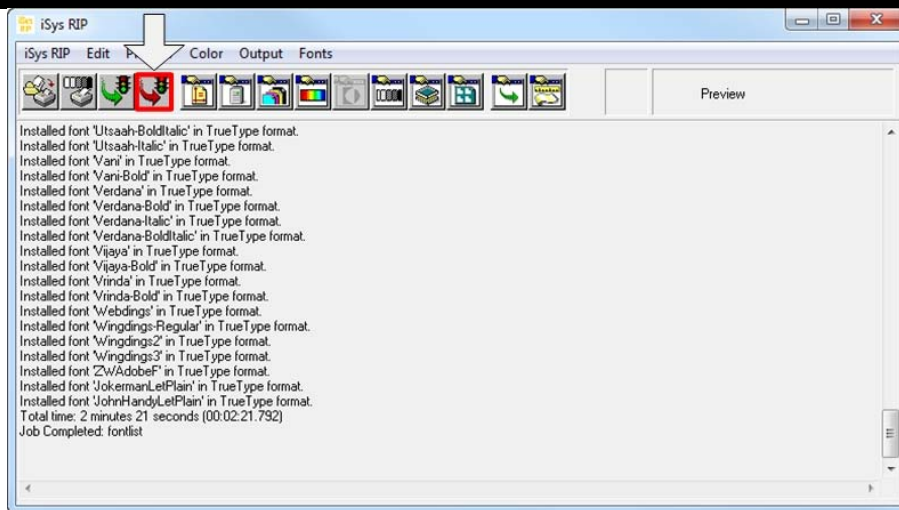 iSys RIP
iSys RIP Edit Color Output Fonts
Preview
Installed font 'Utsaah-BoldItalic' in TrueType format.
Installed font 'Utsaah-Italic' in TrueType format.
Installed font 'Vani' in TrueType format.
Installed font 'Vani-Bold' in TrueType format.
Installed font 'Verdana' in TrueType format.
Installed font 'Verdana-Bold' in TrueType format.
Installed font 'Verdana-Italic' in TrueType format.
Installed font 'Verdana-BoldItalic' in TrueType format.
Installed font 'Vijaya' in TrueType format.
Installed font 'Vijaya-Bold' in TrueType format.
Installed font 'Vrinda' in TrueType format.
Installed font 'Vrinda-Bold' in TrueType format.
Installed font 'Webdings' in TrueType format.
Installed font 'Wingdings-Regular' in TrueType format.
Installed font 'Wingdings2' in TrueType format.
Installed font 'Wingdings3' in TrueType format.
Installed font 'ZWAdobeF' in TrueType format.
Installed font 'JokermanLetPlain' in TrueType format.
Installed font 'JohnHandyLetPlain' in TrueType format.
Total time: 2 minutes 21 seconds (00:02:21.792)
Job Completed: fontlist